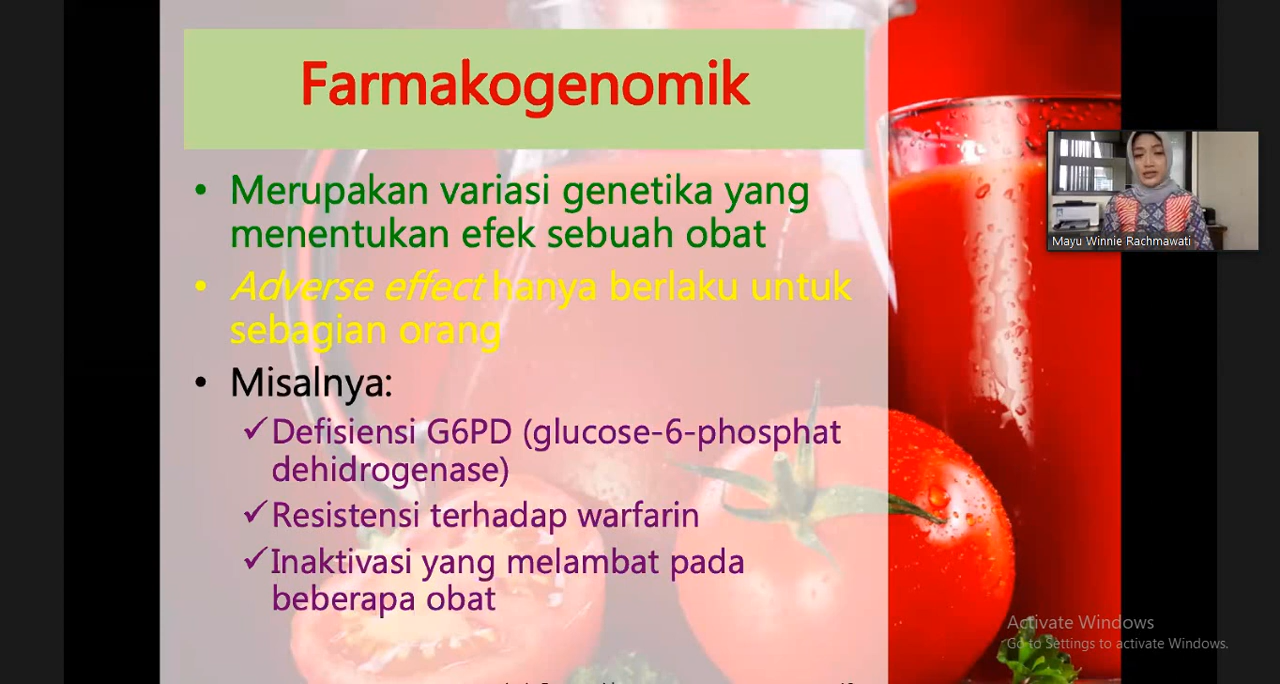 Farmakogenomik
• Merupakan variasi genetika yang
menentukan efek sebuah obat
• Adverse effect hanya berlaku untuk
sebagian orang
• Misalnya:
✓Defisiensi G6PD (glucose-6-phosphat
dehidrogenase)
✓Resistensi terhadap warfarin
✓Inaktivasi yang melambat pada
beberapa obat
Mayu Winnie Rachmawati
Activate Windows
Go to Settings to activate Windows.